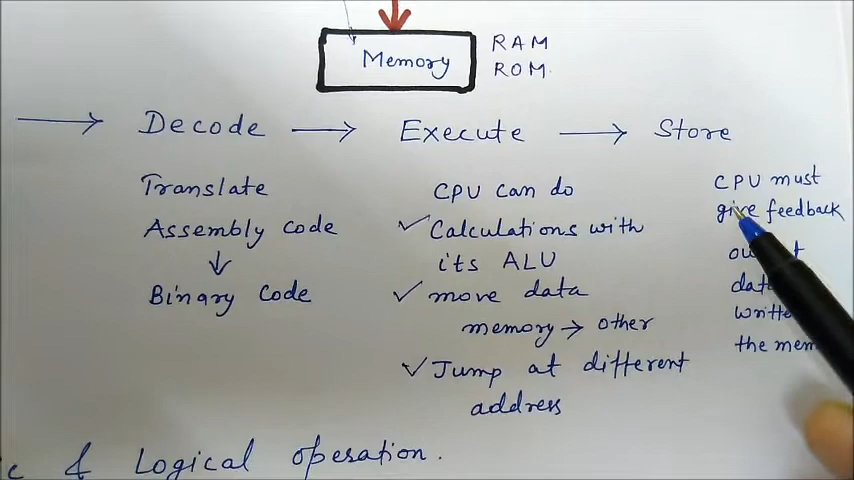 Memory
RAM
ROM.
Decode
Execute
Store
Translate
Assembly code
Binary code
CPU can do
Calculations with
its ALU
move data
memory → other
Jump at different
address
CPU must
give feedback
the
& Logical operation.